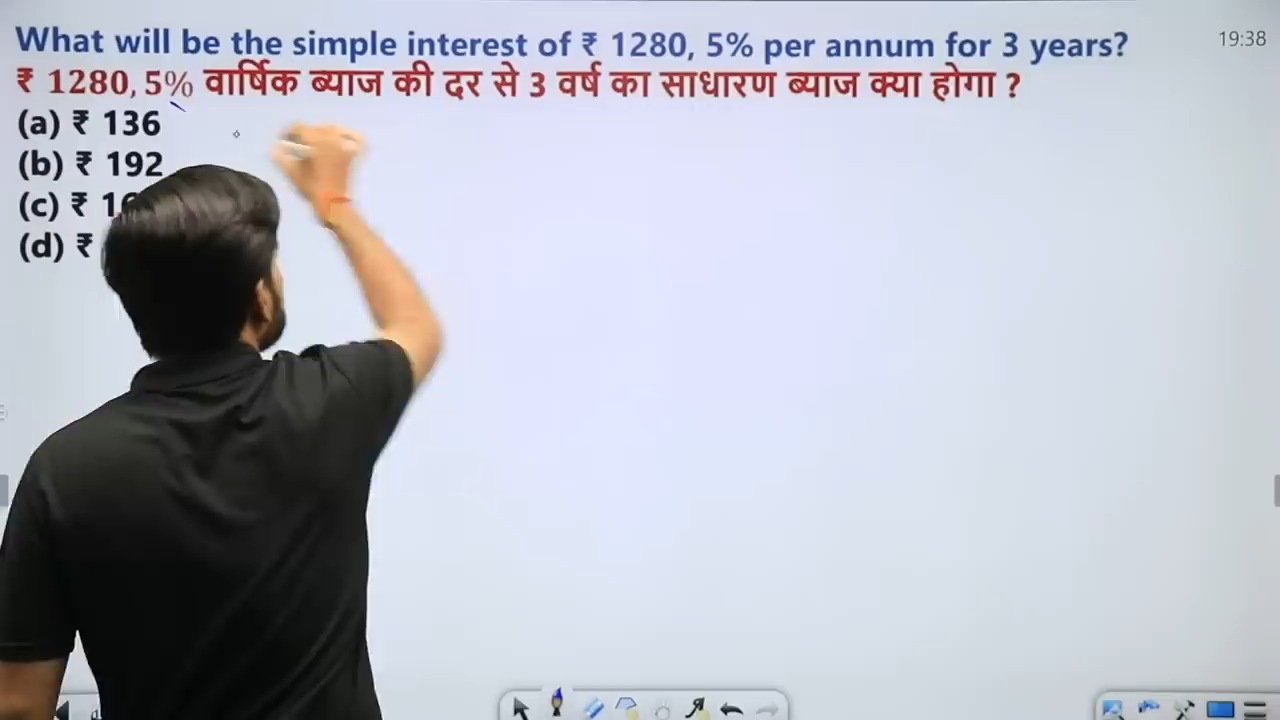 What will be the simple interest of ₹ 1280, 5% per annum for 3 years?
19:38
₹ 1280, 5% वार्षिक ब्याज की दर से 3 वर्ष का साधारण ब्याज क्या होगा ?
(a) ₹ 136
(b) ₹ 192
(c) ₹
(d) ₹